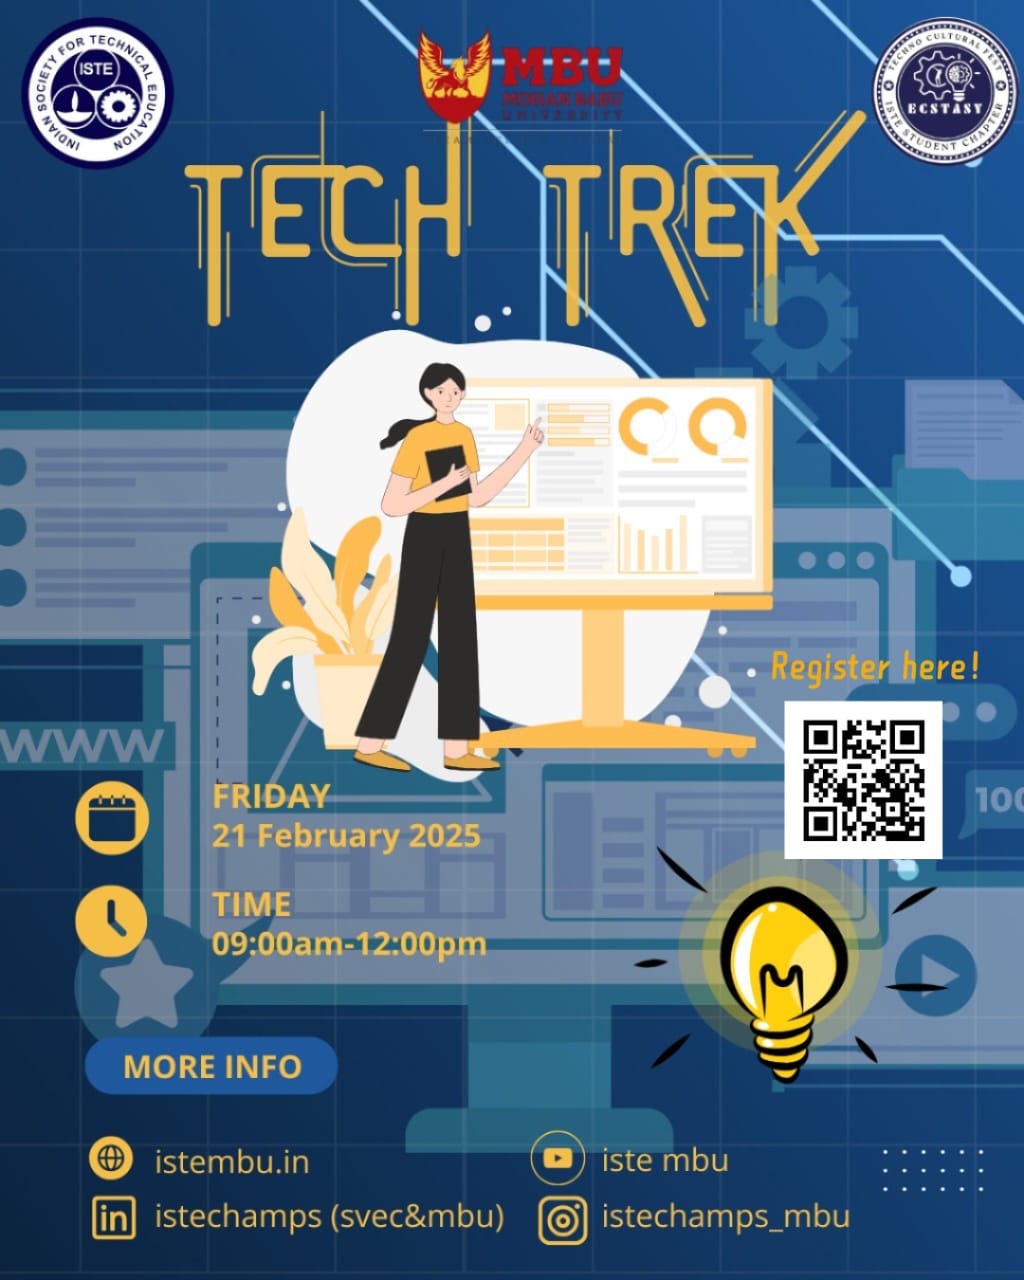 INDIAN SOCIETY FOR TECHNICAL EDUCATION
ISTE
MBU
MOHAN BABU
UNIVERSITY
TECHNO CULTURAL FEST
ECSTASY
ISTE STUDENT CHAPTER
TECH TREK
Register here!
WWW
100
FRIDAY
21 February 2025
TIME
09:00am-12:00pm
MORE INFO
istembu.in
iste mbu
istechamps (svec&mbu)
istechamps_mbu